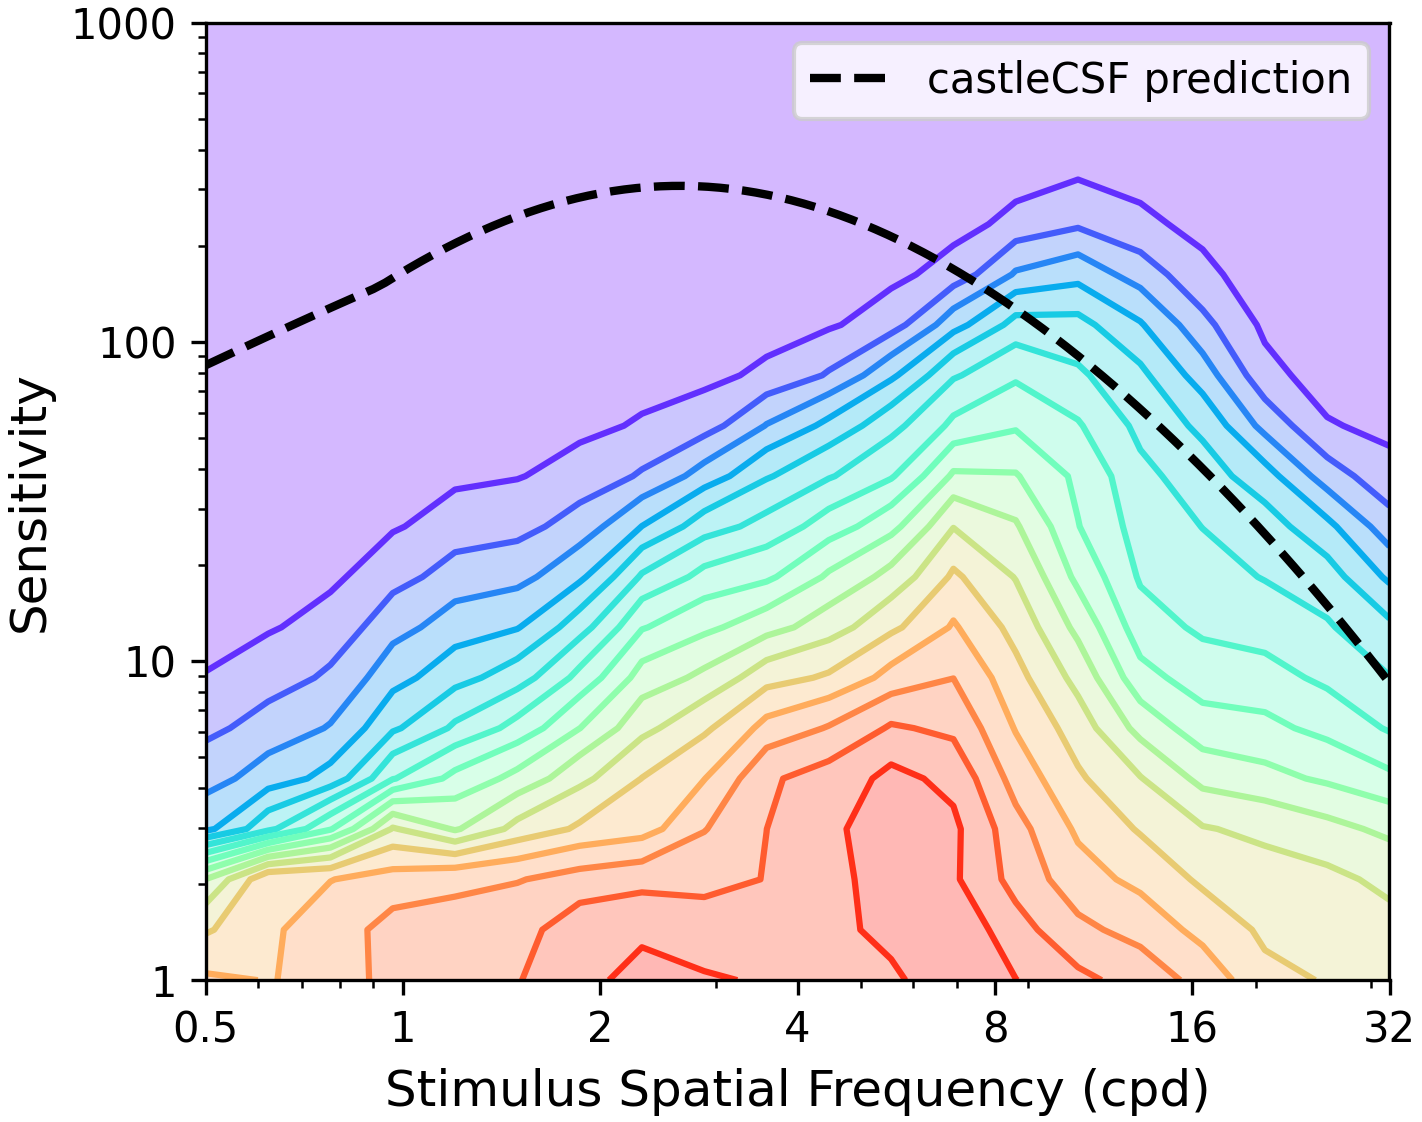 1000
100
10
1
Sensitivity
castleCSF prediction
0.5 1 2 4 8 16 32
Stimulus Spatial Frequency (cpd)